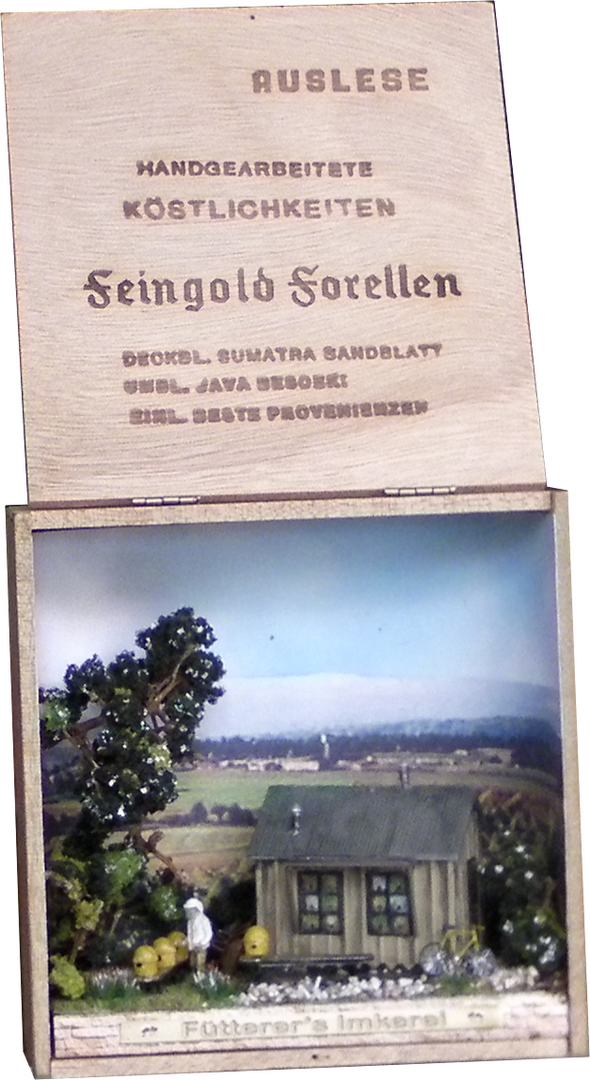 AUSLESE
HANDGEARBEITETE
KÖSTLICHKEITEN
Feingold Forellen
DECKBL. SUMATRA SANDBLATT
UMBL. JAVA BESOEKI
EINL. BESTE PROVENIENZEN
Fütterer's Imkerei